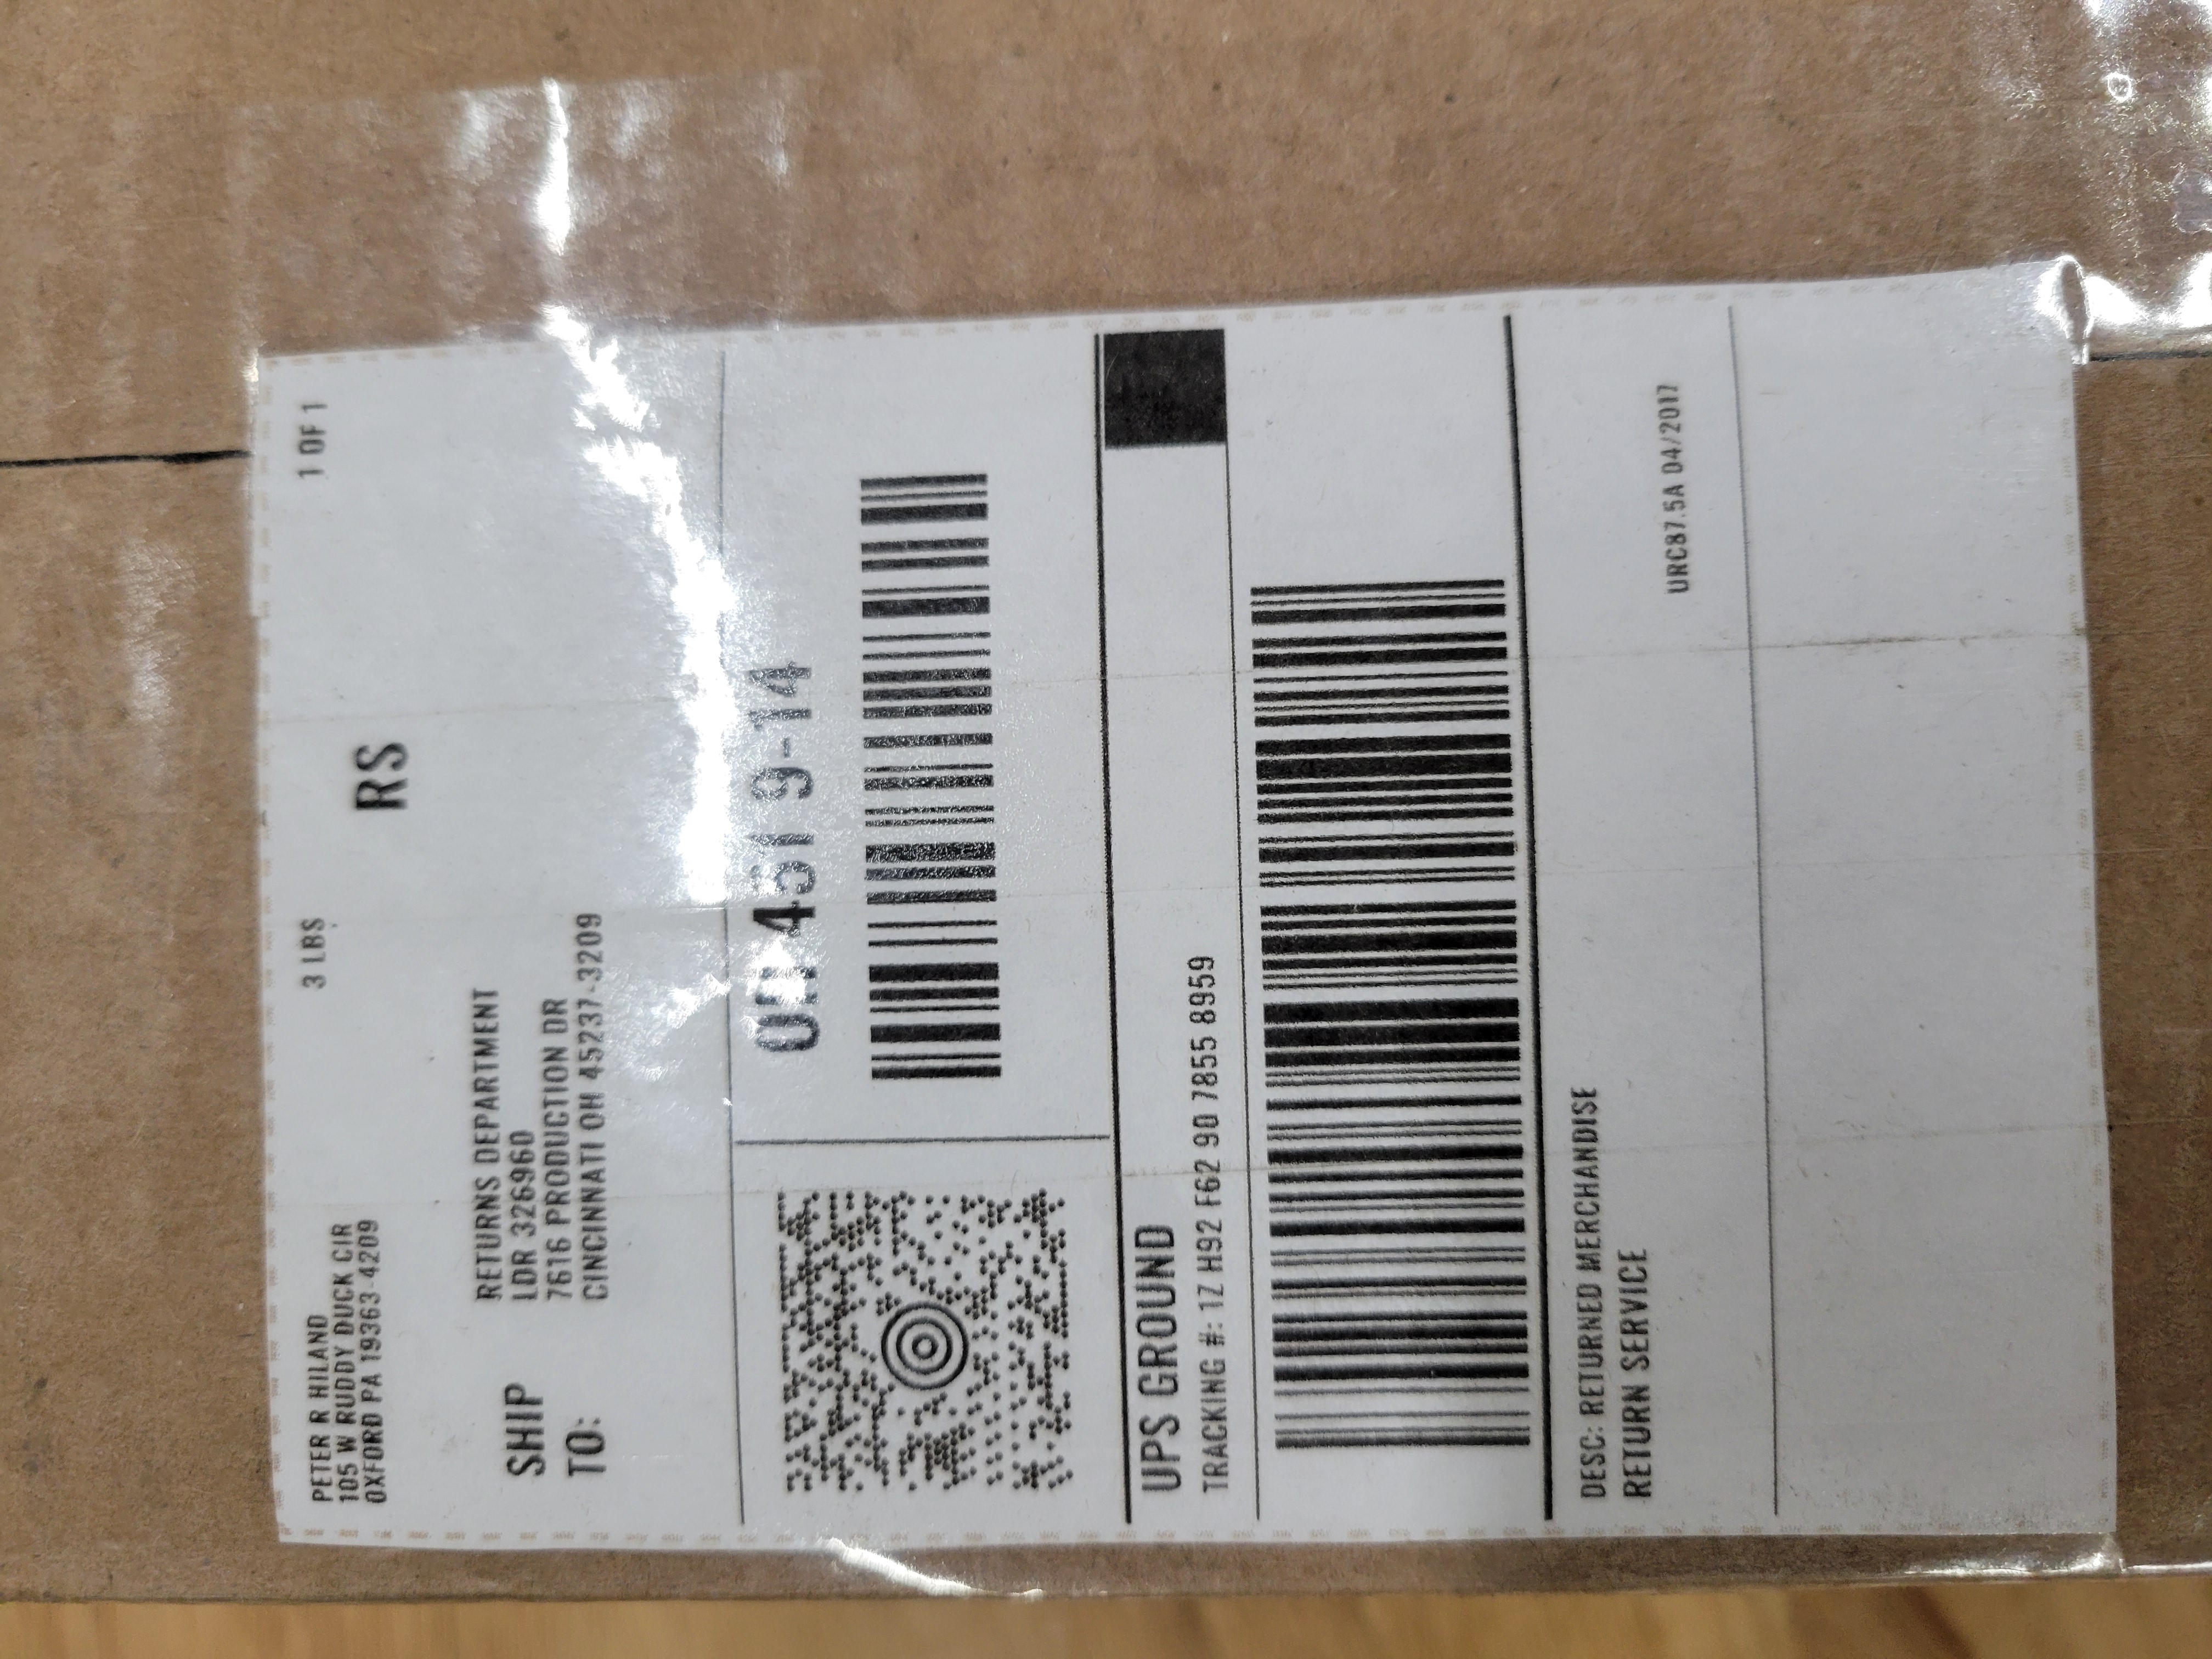 PETER R HILAND
105 W RUDDY DUCK CIR
OXFORD PA 19363-4209
3 LBS
1 OF 1
RS
SHIP TO:
RETURNS DEPARTMENT
LDR 326960
7616 PRODUCTION DR
CINCINNATI OH 45237-3209
OH 451 9-14
UPS GROUND
TRACKING #: 1Z H92 F62 90 7855 8959
DESC: RETURNED MERCHANDISE
RETURN SERVICE
URC87.5A 04/2017